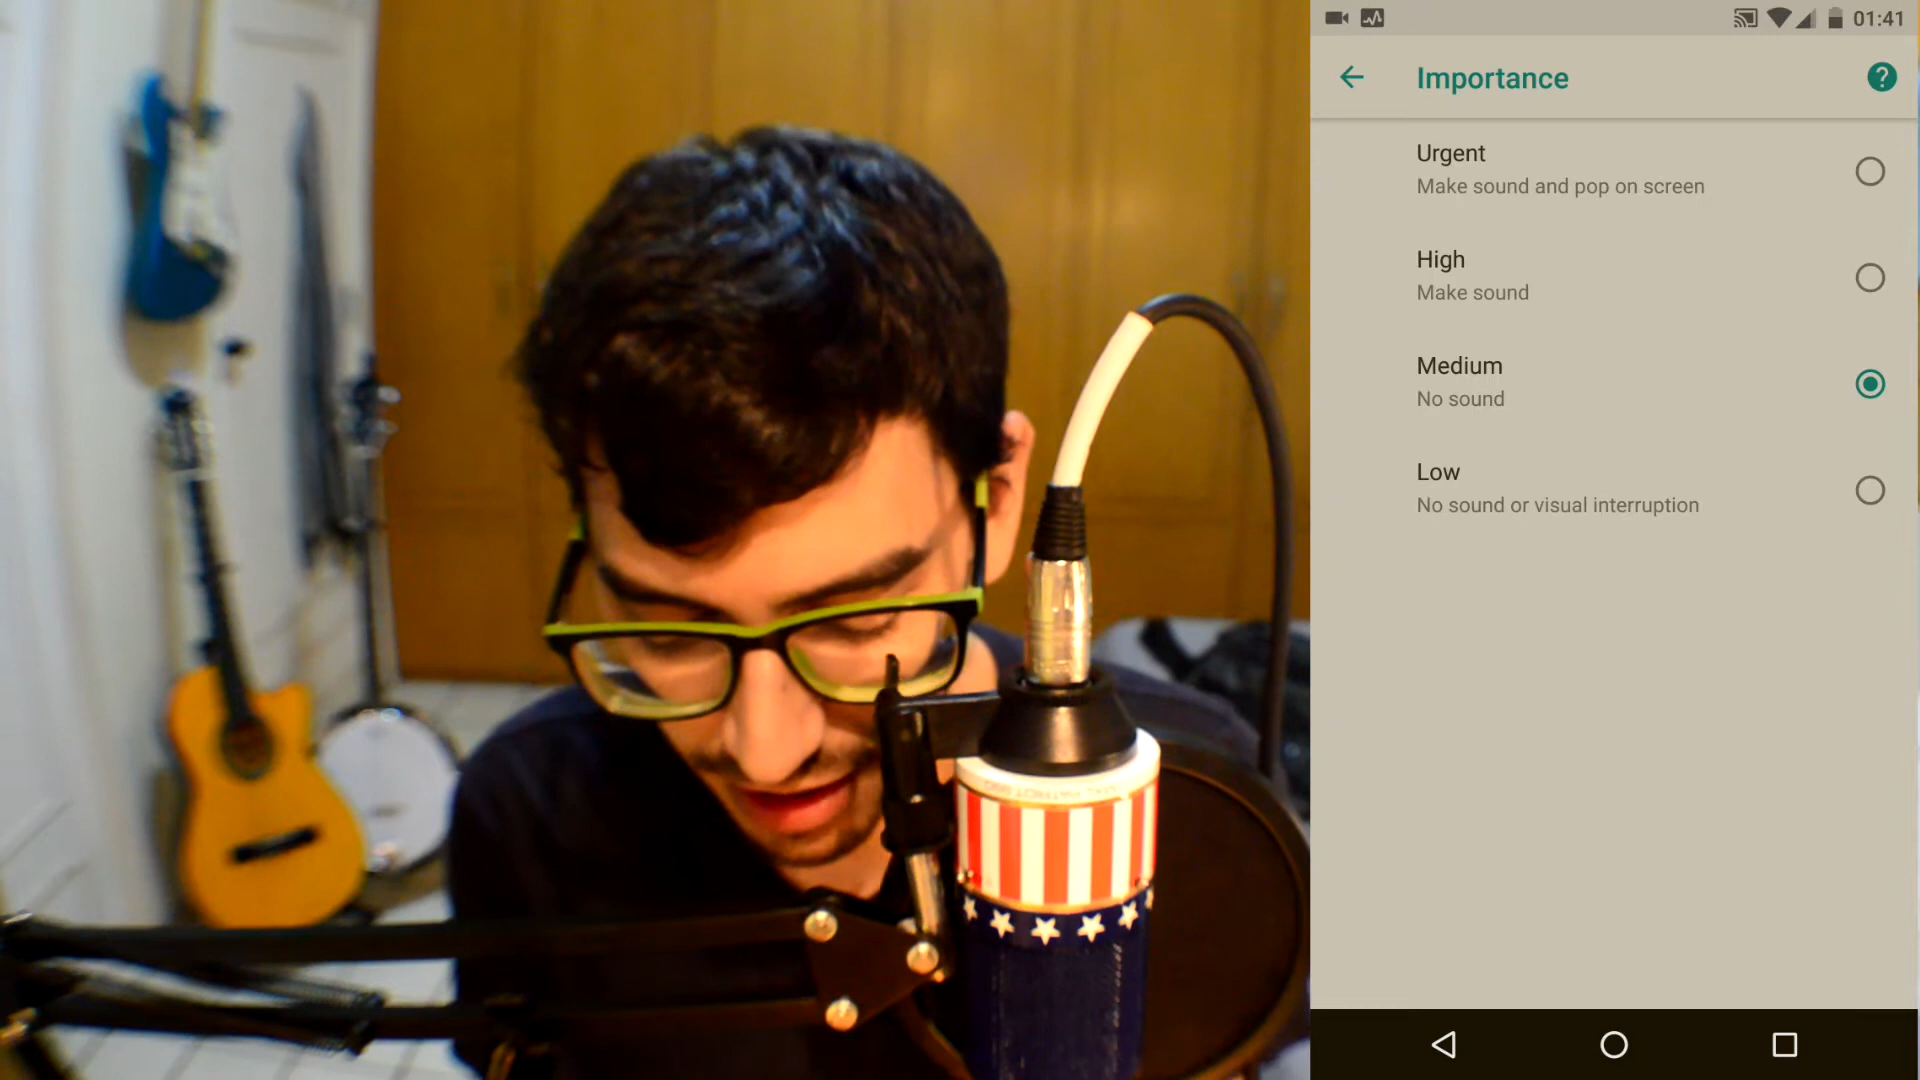 01:41
Importance
?
Urgent
Make sound and pop on screen
High
Make sound
Medium
No sound
Low
No sound or visual interruption